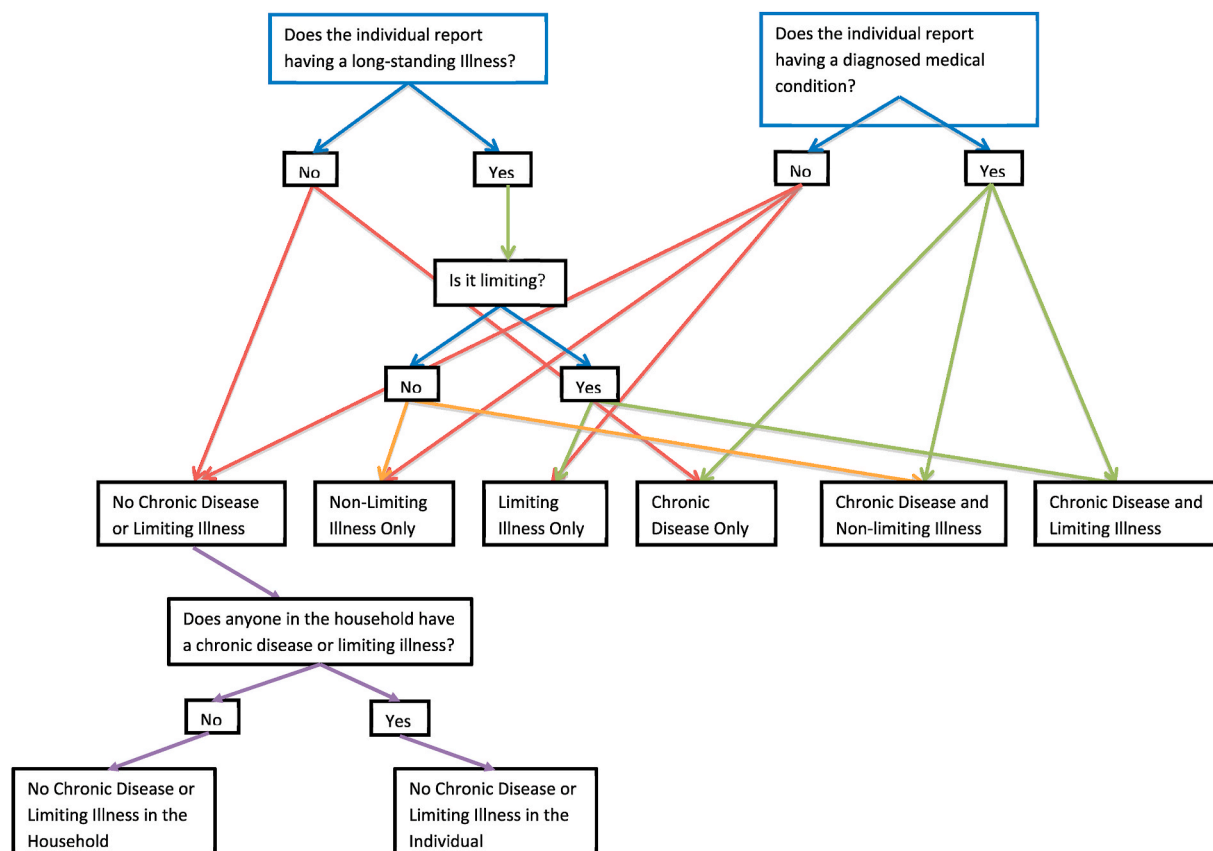 Does the individual report
having a long-standing Illness?
Does the individual report
having a diagnosed medical
condition?
No
Yes
No
Yes
Is it limiting?
No
Yes
No Chronic Disease
or Limiting Illness
Non-Limiting
Illness Only
Limiting
Illness Only
Chronic
Disease Only
Chronic Disease and
Non-limiting Illness
Chronic Disease and
Limiting Illness
Does anyone in the household have
a chronic disease or limiting illness?
No
Yes
No Chronic Disease or
Limiting Illness in the
Household
No Chronic Disease or
Limiting Illness in the
Individual